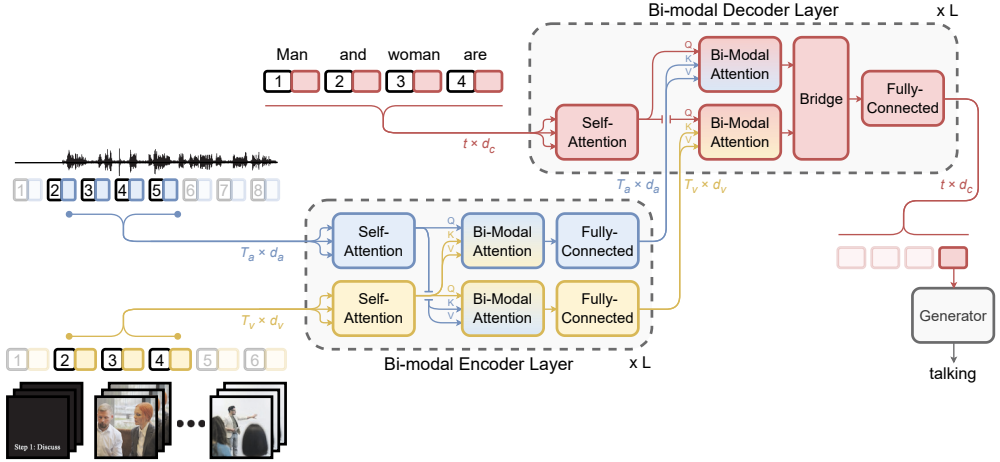 Bi-modal Decoder Layer
x L
Man and woman are
1 2 3 4
Self-
Attention
t × d_c
Q
K
V
Bi-Modal
Attention
Q
K
V
Bi-Modal
Attention
Bridge
Fully-
Connected
T_a × d_a
T_v × d_v
t × d_c
1 2 3 4 5 6 7 8
T_a × d_a
Self-
Attention
Q
K
V
Bi-Modal
Attention
Fully-
Connected
T_v × d_v
Self-
Attention
Q
K
V
Bi-Modal
Attention
Fully-
Connected
Bi-modal Encoder Layer
x L
1 2 3 4 5 6
Step 1: Discuss
Generator
talking